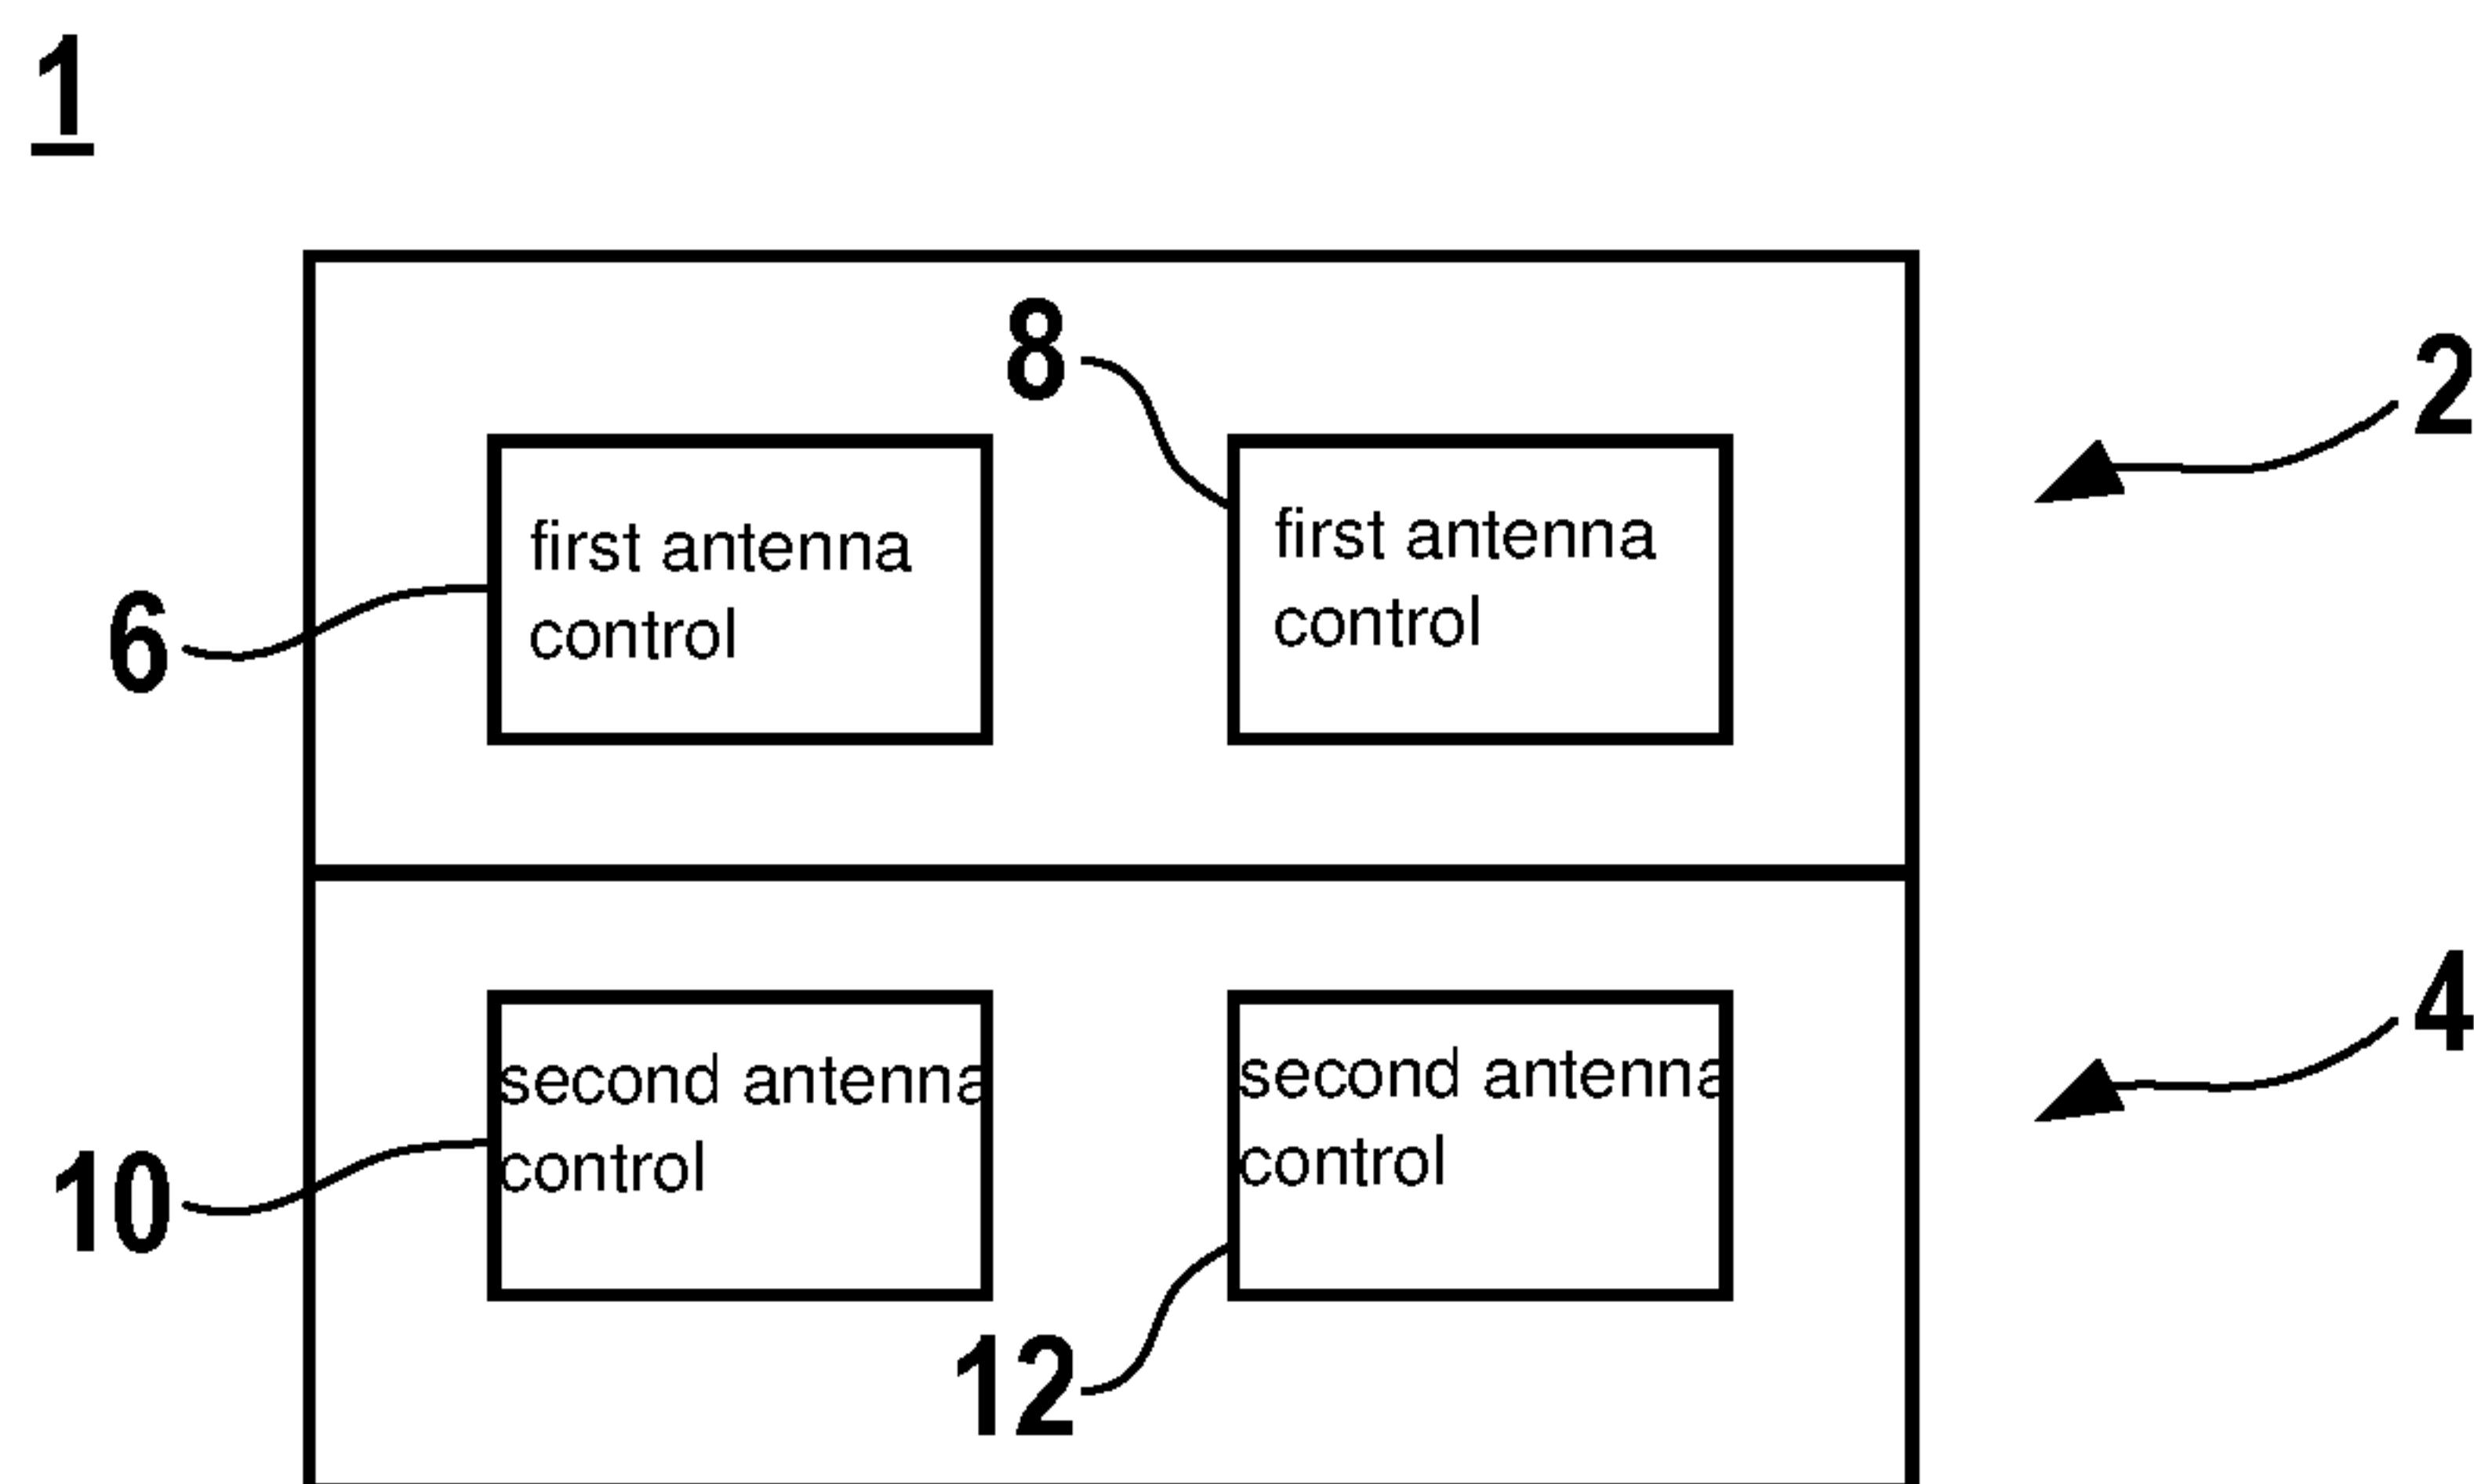 1
8
2
first antenna
control
first antenna
control
6
4
second antenna
control
second antenna
control
10
12